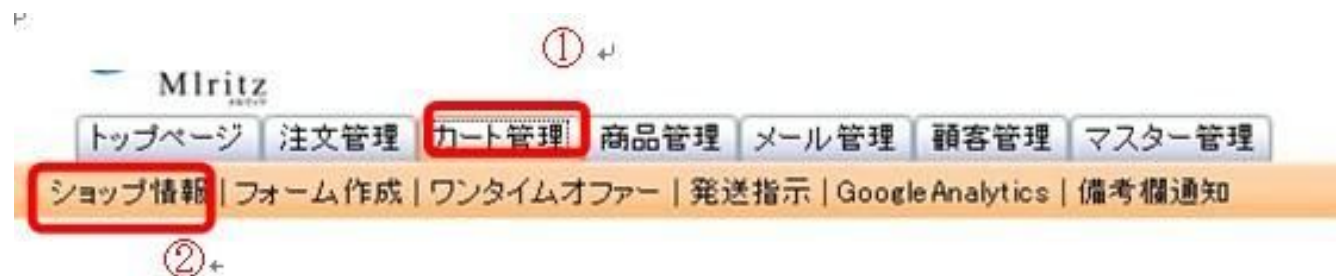 ①
MIritz
トップページ 注文管理 カート管理 商品管理 メール管理 顧客管理 マスター管理
ショップ情報 | フォーム作成 | ワンタイムオファー | 発送指示 | Google Analytics | 備考欄通知
②